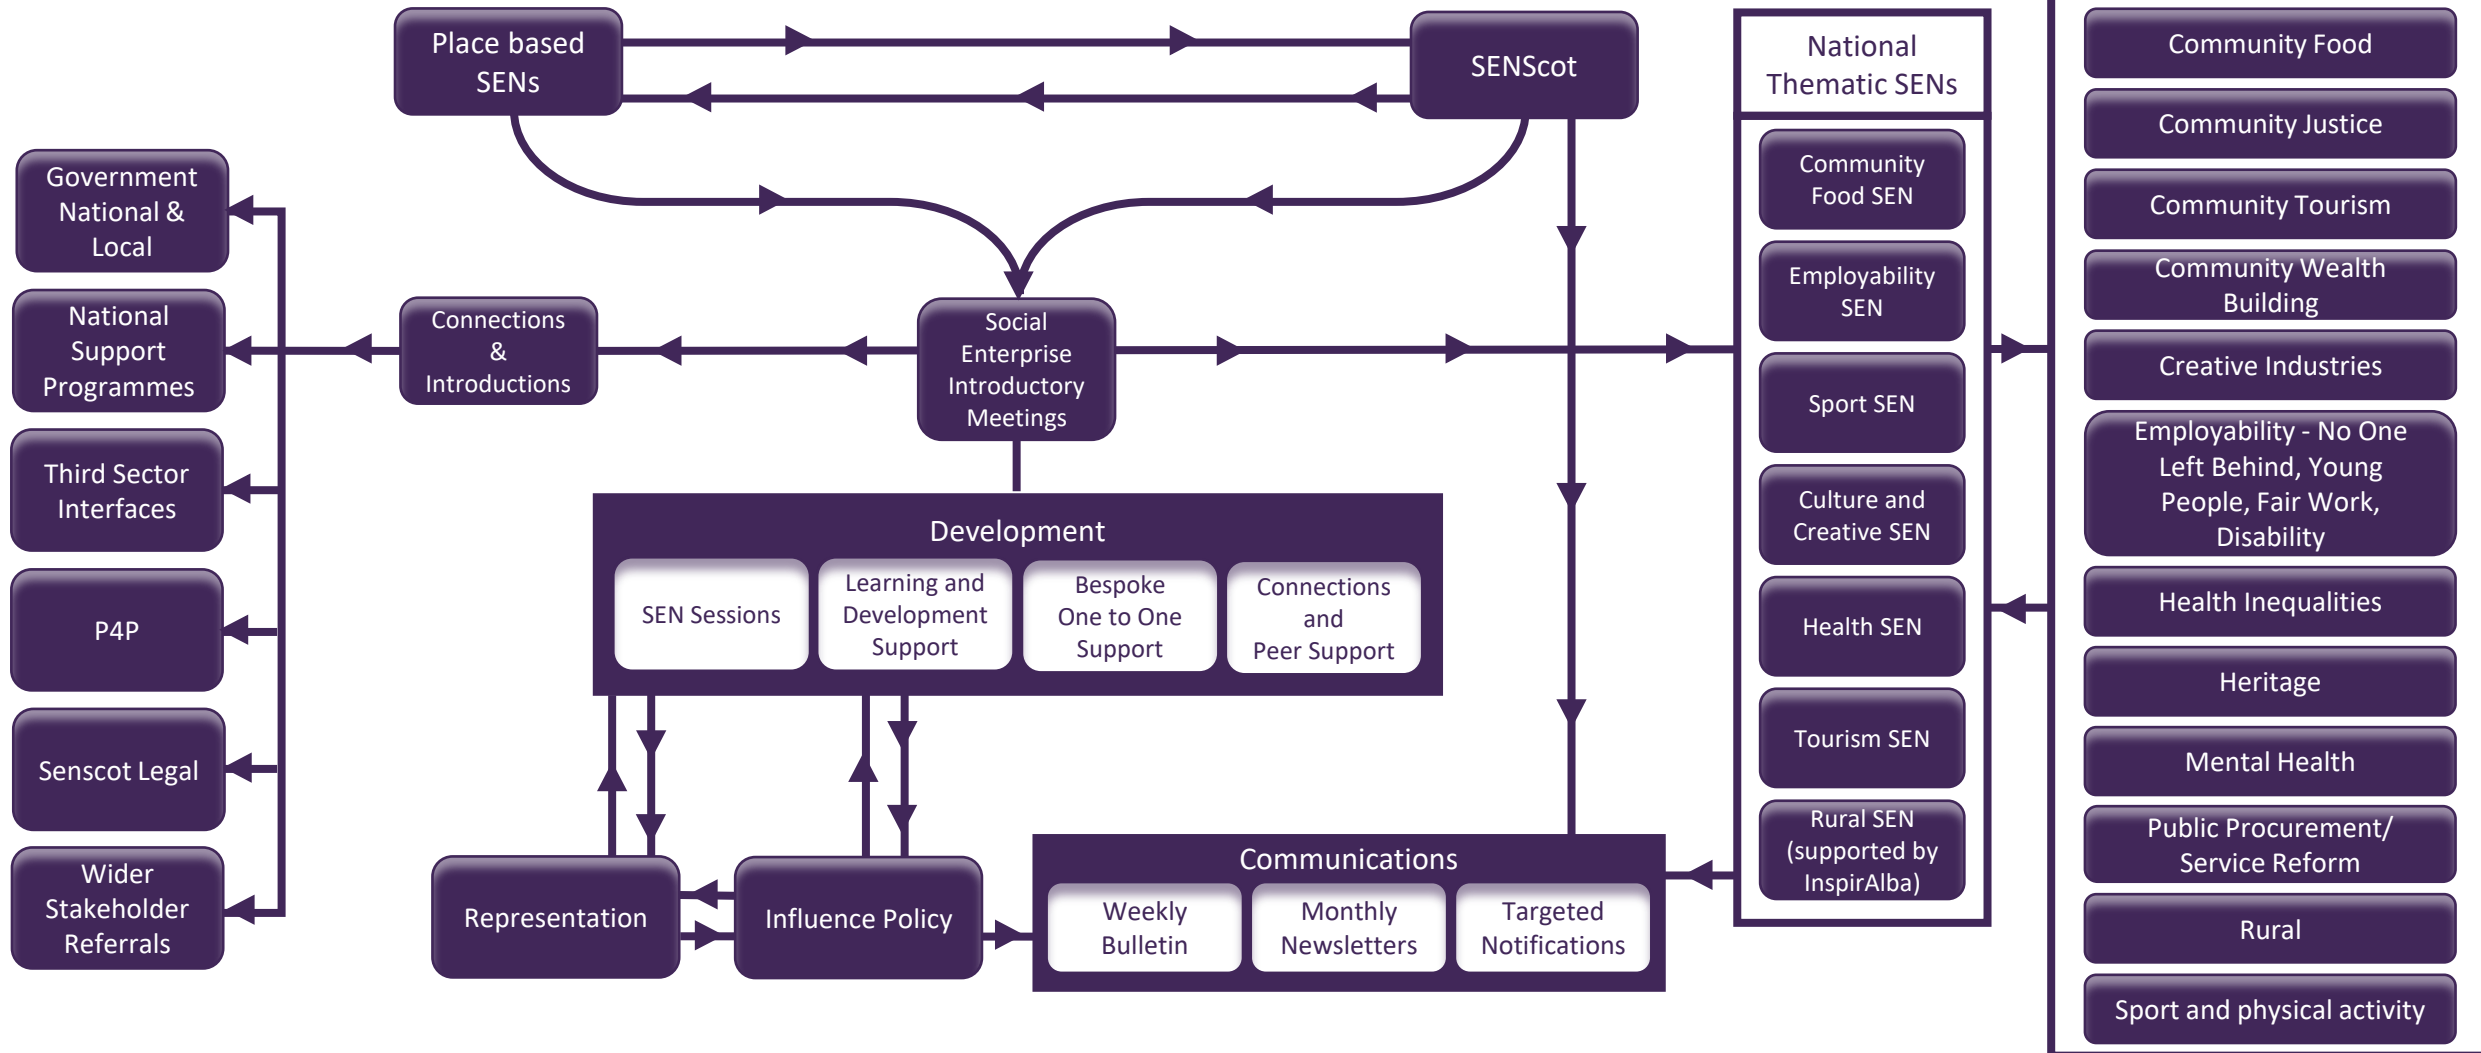 Place based
SENs
SENScot
National
Thematic SENs
Government
National &
Local
National
Support
Programmes
Third Sector
Interfaces
P4P
Senscot Legal
Wider
Stakeholder
Referrals
Connections
&
Introductions
Social
Enterprise
Introductory
Meetings
Development
SEN Sessions
Learning and
Development
Support
Bespoke
One to One
Support
Connections
and
Peer Support
Representation
Influence Policy
Communications
Weekly
Bulletin
Monthly
Newsletters
Targeted
Notifications
Community
Food SEN
Employability
SEN
Sport SEN
Culture and
Creative SEN
Health SEN
Tourism SEN
Rural SEN
(supported by
InspirAlba)
Community Food
Community Justice
Community Tourism
Community Wealth
Building
Creative Industries
Employability - No One
Left Behind, Young
People, Fair Work,
Disability
Health Inequalities
Heritage
Mental Health
Public Procurement/
Service Reform
Rural
Sport and physical activity